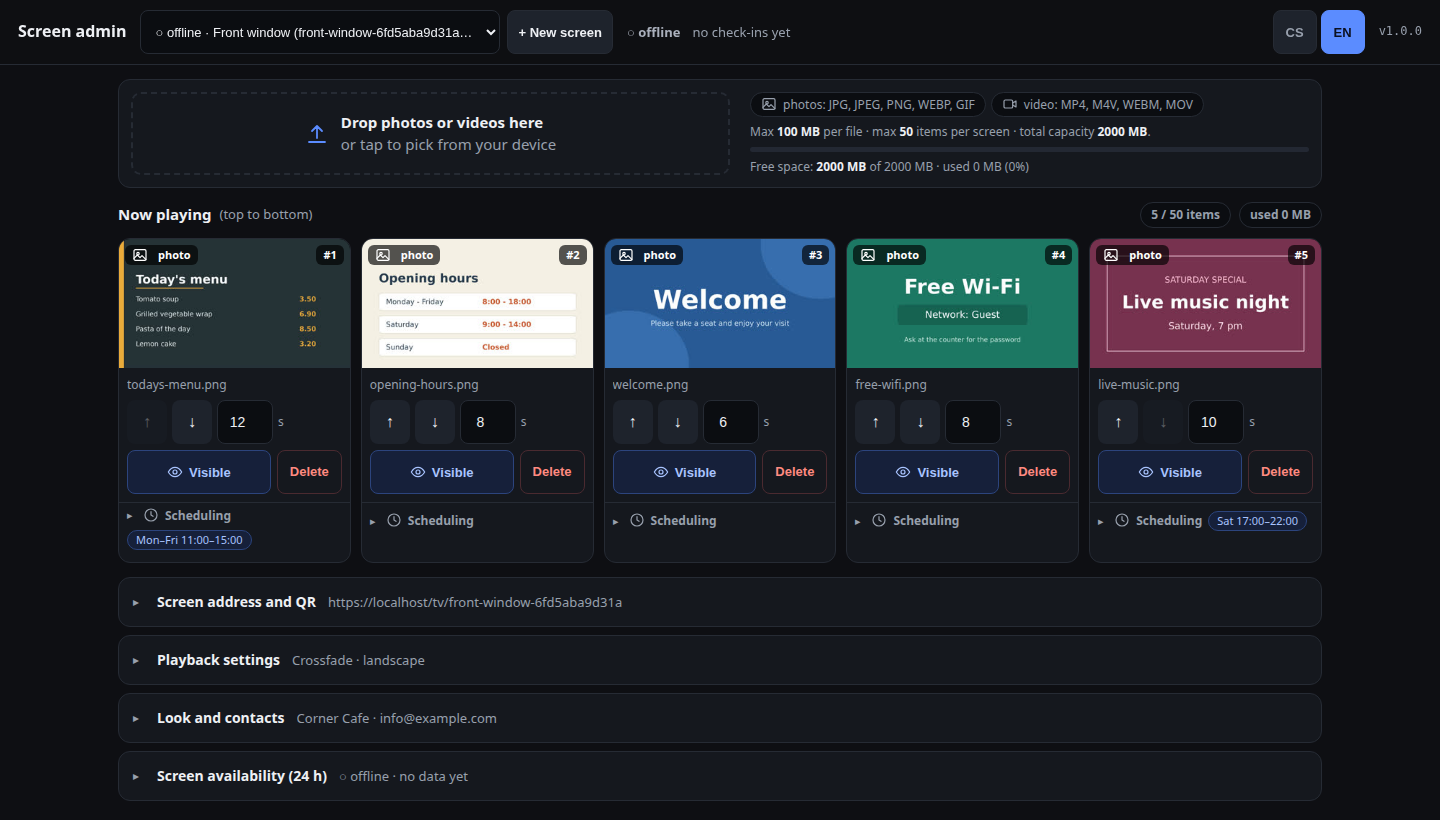 Screen admin
○ offline · Front window (front-window-6fd5aba9d31a…
+ New screen
○ offline no check-ins yet
CS
EN
v1.0.0
Drop photos or videos here
or tap to pick from your device
photos: JPG, JPEG, PNG, WEBP, GIF
video: MP4, M4V, WEBM, MOV
Max 100 MB per file · max 50 items per screen · total capacity 2000 MB.
Free space: 2000 MB of 2000 MB · used 0 MB (0%)
Now playing (top to bottom)
5 / 50 items
used 0 MB
photo #1
Today's menu
Tomato soup 3.50
Grilled vegetable wrap 6.90
Pasta of the day 8.50
Lemon cake 3.20
todays-menu.png
↑ ↓ 12 s
Visible
Delete
▸ Scheduling
Mon–Fri 11:00–15:00
photo #2
Opening hours
Monday - Friday 8:00 - 18:00
Saturday 9:00 - 14:00
Sunday Closed
opening-hours.png
↑ ↓ 8 s
Visible
Delete
▸ Scheduling
photo #3
Welcome
Please take a seat and enjoy your visit
welcome.png
↑ ↓ 6 s
Visible
Delete
▸ Scheduling
photo #4
Free Wi-Fi
Network: Guest
Ask at the counter for the password
free-wifi.png
↑ ↓ 8 s
Visible
Delete
▸ Scheduling
photo #5
SATURDAY SPECIAL
Live music night
Saturday, 7 pm
live-music.png
↑ ↓ 10 s
Visible
Delete
▸ Scheduling Sat 17:00–22:00
▸ Screen address and QR https://localhost/tv/front-window-6fd5aba9d31a
▸ Playback settings Crossfade · landscape
▸ Look and contacts Corner Cafe · info@example.com
▸ Screen availability (24 h) ○ offline · no data yet